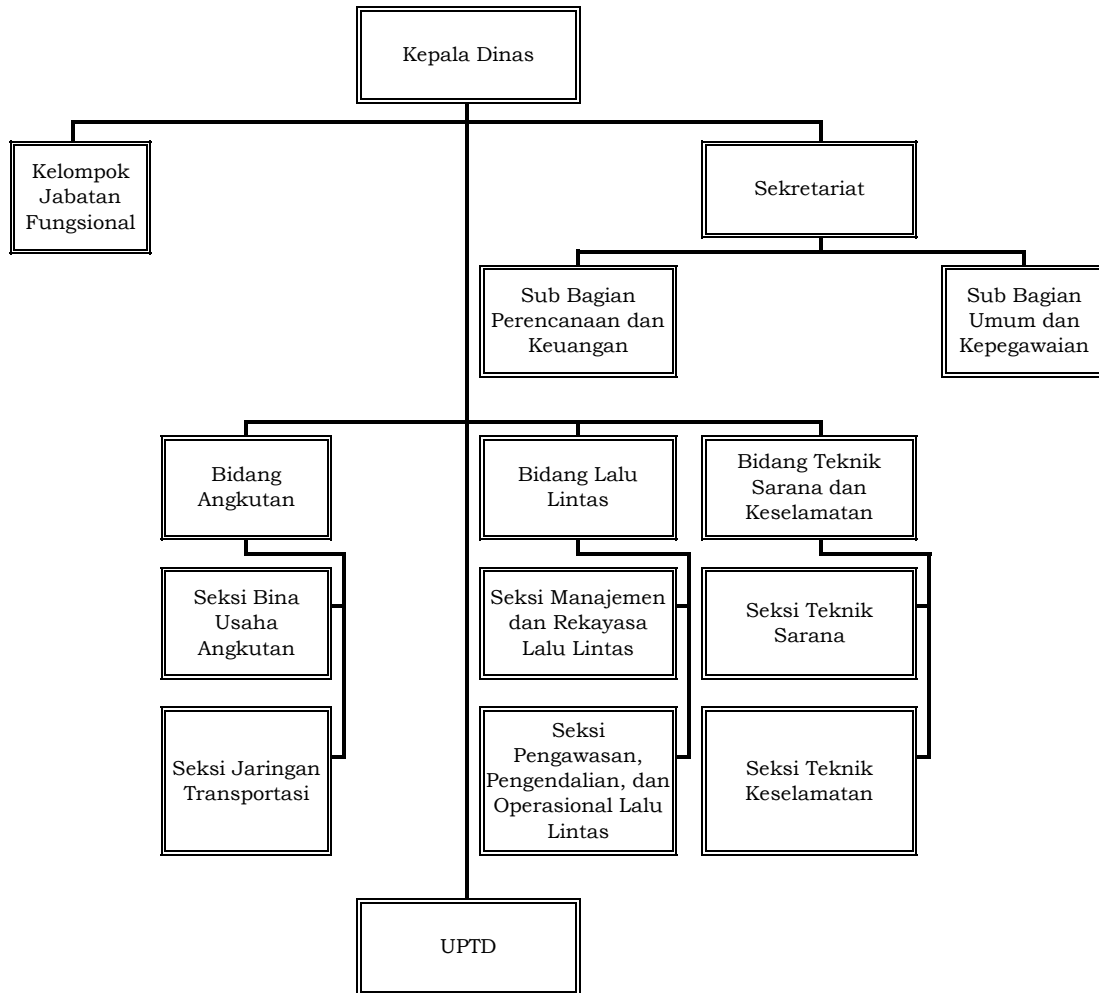 Kepala Dinas
Kelompok
Jabatan
Fungsional
Sekretariat
Sub Bagian
Perencanaan dan
Keuangan
Sub Bagian
Umum dan
Kepegawaian
Bidang
Angkutan
Bidang Lalu
Lintas
Bidang Teknik
Sarana dan
Keselamatan
Seksi Bina
Usaha
Angkutan
Seksi Manajemen
dan Rekayasa
Lalu Lintas
Seksi Teknik
Sarana
Seksi Jaringan
Transportasi
Seksi
Pengawasan,
Pengendalian, dan
Operasional Lalu
Lintas
Seksi Teknik
Keselamatan
UPTD